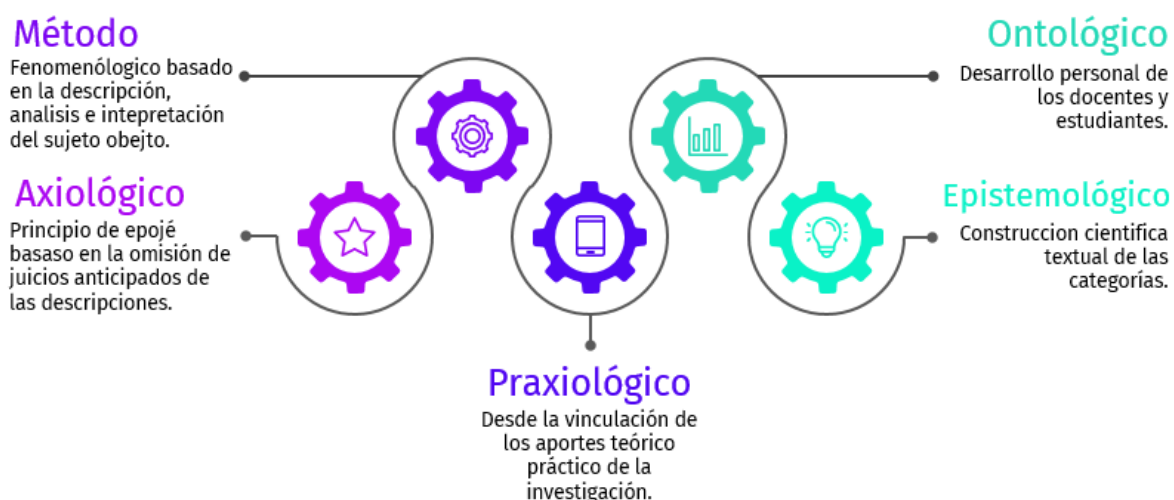 Método
Fenomenólogico basado
en la descripción,
analisis e intepretación
del sujeto obejto.
Axiológico
Principio de epojé
basaso en la omisión de
juicios anticipados de
las descripciones.
Praxiológico
Desde la vinculación de
los aportes teórico
práctico de la
investigación.
Ontológico
Desarrollo personal de
los docentes y
estudiantes.
Epistemológico
Construccion cientifica
textual de las
categorías.